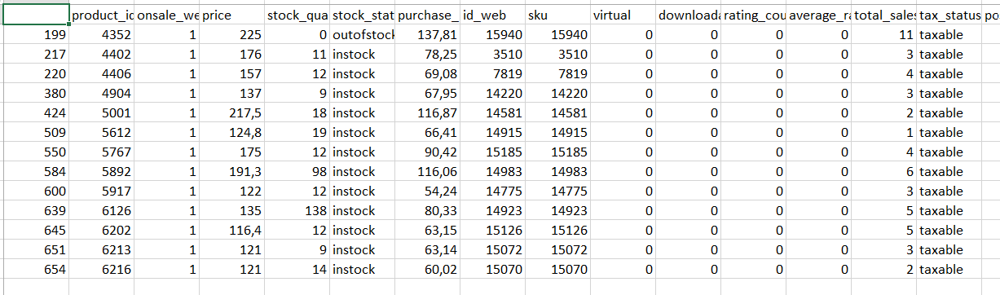 product_id onsale_we price stock_qua stock_stat purchase_ id_web sku virtual downloada rating_cou average_ra total_sales tax_status po
199 4352 1 225 0 outofstock 137,81 15940 15940 0 0 0 0 11 taxable
217 4402 1 176 11 instock 78,25 3510 3510 0 0 0 0 3 taxable
220 4406 1 157 12 instock 69,08 7819 7819 0 0 0 0 4 taxable
380 4904 1 137 9 instock 67,95 14220 14220 0 0 0 0 3 taxable
424 5001 1 217,5 18 instock 116,87 14581 14581 0 0 0 0 2 taxable
509 5612 1 124,8 19 instock 66,41 14915 14915 0 0 0 0 1 taxable
550 5767 1 175 12 instock 90,42 15185 15185 0 0 0 0 4 taxable
584 5892 1 191,3 98 instock 116,06 14983 14983 0 0 0 0 6 taxable
600 5917 1 122 12 instock 54,24 14775 14775 0 0 0 0 3 taxable
639 6126 1 135 138 instock 80,33 14923 14923 0 0 0 0 5 taxable
645 6202 1 116,4 12 instock 63,15 15126 15126 0 0 0 0 5 taxable
651 6213 1 121 9 instock 63,14 15072 15072 0 0 0 0 3 taxable
654 6216 1 121 14 instock 60,02 15070 15070 0 0 0 0 2 taxable